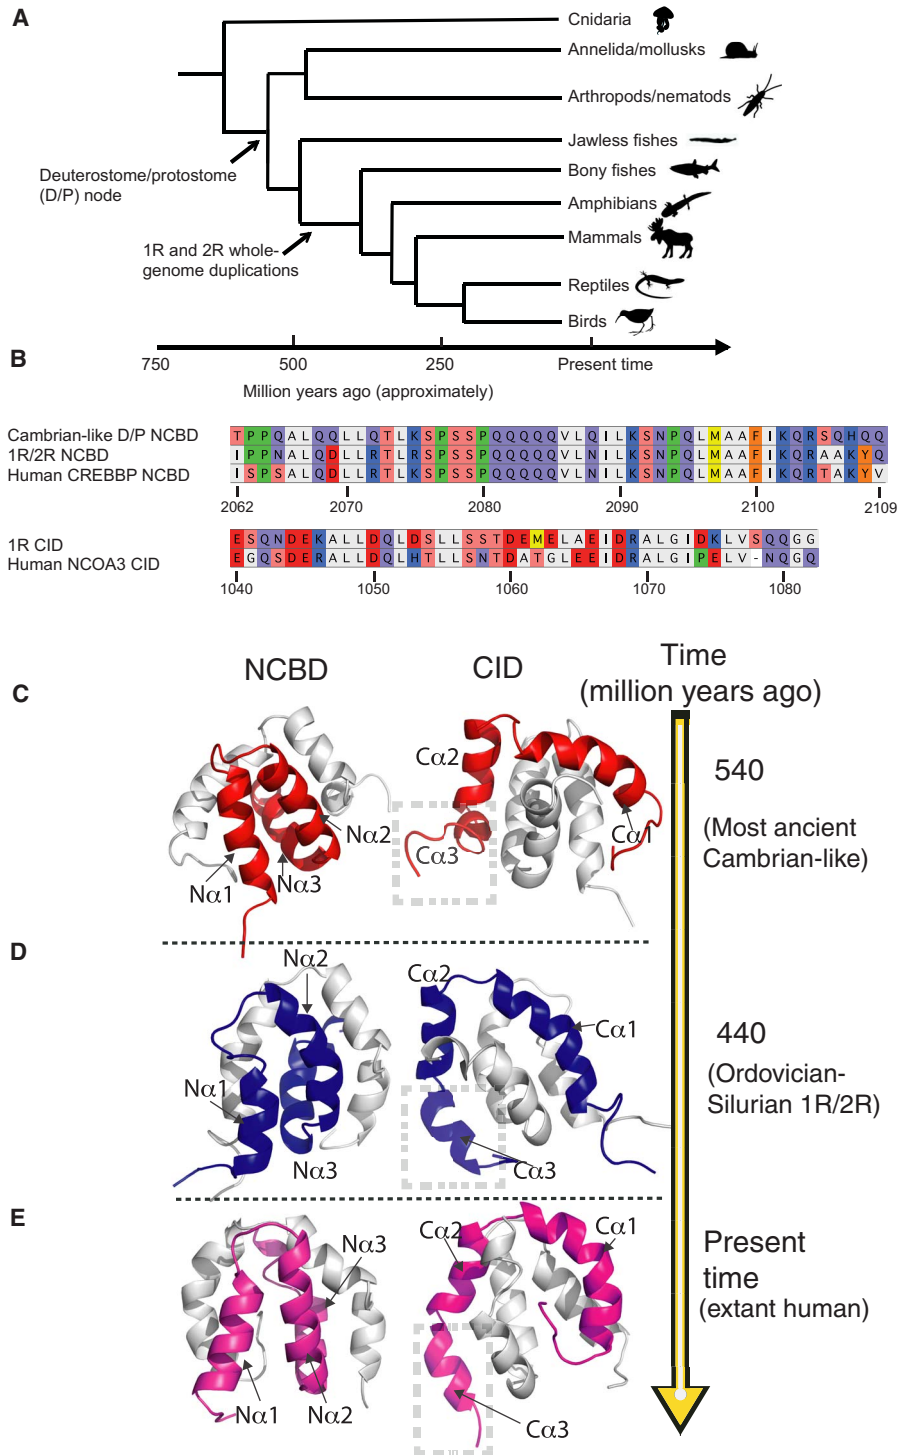 A
Cnidaria
Annelida/mollusks
Arthropods/nematods
Jawless fishes
Deuterostome/protostome
(D/P) node
Bony fishes
Amphibians
1R and 2R whole-
genome duplications
Mammals
Reptiles
Birds
B
750
500
250
Present time
Million years ago (approximately)
Cambrian-like D/P NCBD
TPPQALQQLLQTLKSPSSPQQQQQVLQILKSNPQLMAAFIKQRSQHQQ
1R/2R NCBD
IPPNALQDLLRTLRSPSSPQQQQQVLNILKSNPQLMAAFIKQRAAKYQ
Human CREBBP NCBD
ISPSALQDLLRTLKSPSSPQQQQQVLNILKSNPQLMAAFIKQRTAKYV
2062 2070 2080 2090 2100 2109
1R CID
ESQNDEKALLDQLDSLLSSTDEMELAEIDRALGIDKLVSQQGG
Human NCOA3 CID
EGQSDERALLDQLHTLLSNTDATGLEEIDRALGIPELV-NQGQ
1040 1050 1060 1070 1080
NCBD
CID
Time
(million years ago)
C
Cα2
540
Nα2
Cα1
(Most ancient
Cambrian-like)
Cα3
Nα1
Nα3
D
Nα2
Cα2
Cα1
440
(Ordovician-
Silurian 1R/2R)
Nα1
Nα3
Cα3
E
Nα3
Cα2
Cα1
Present
time
(extant human)
Nα1
Nα2
Cα3